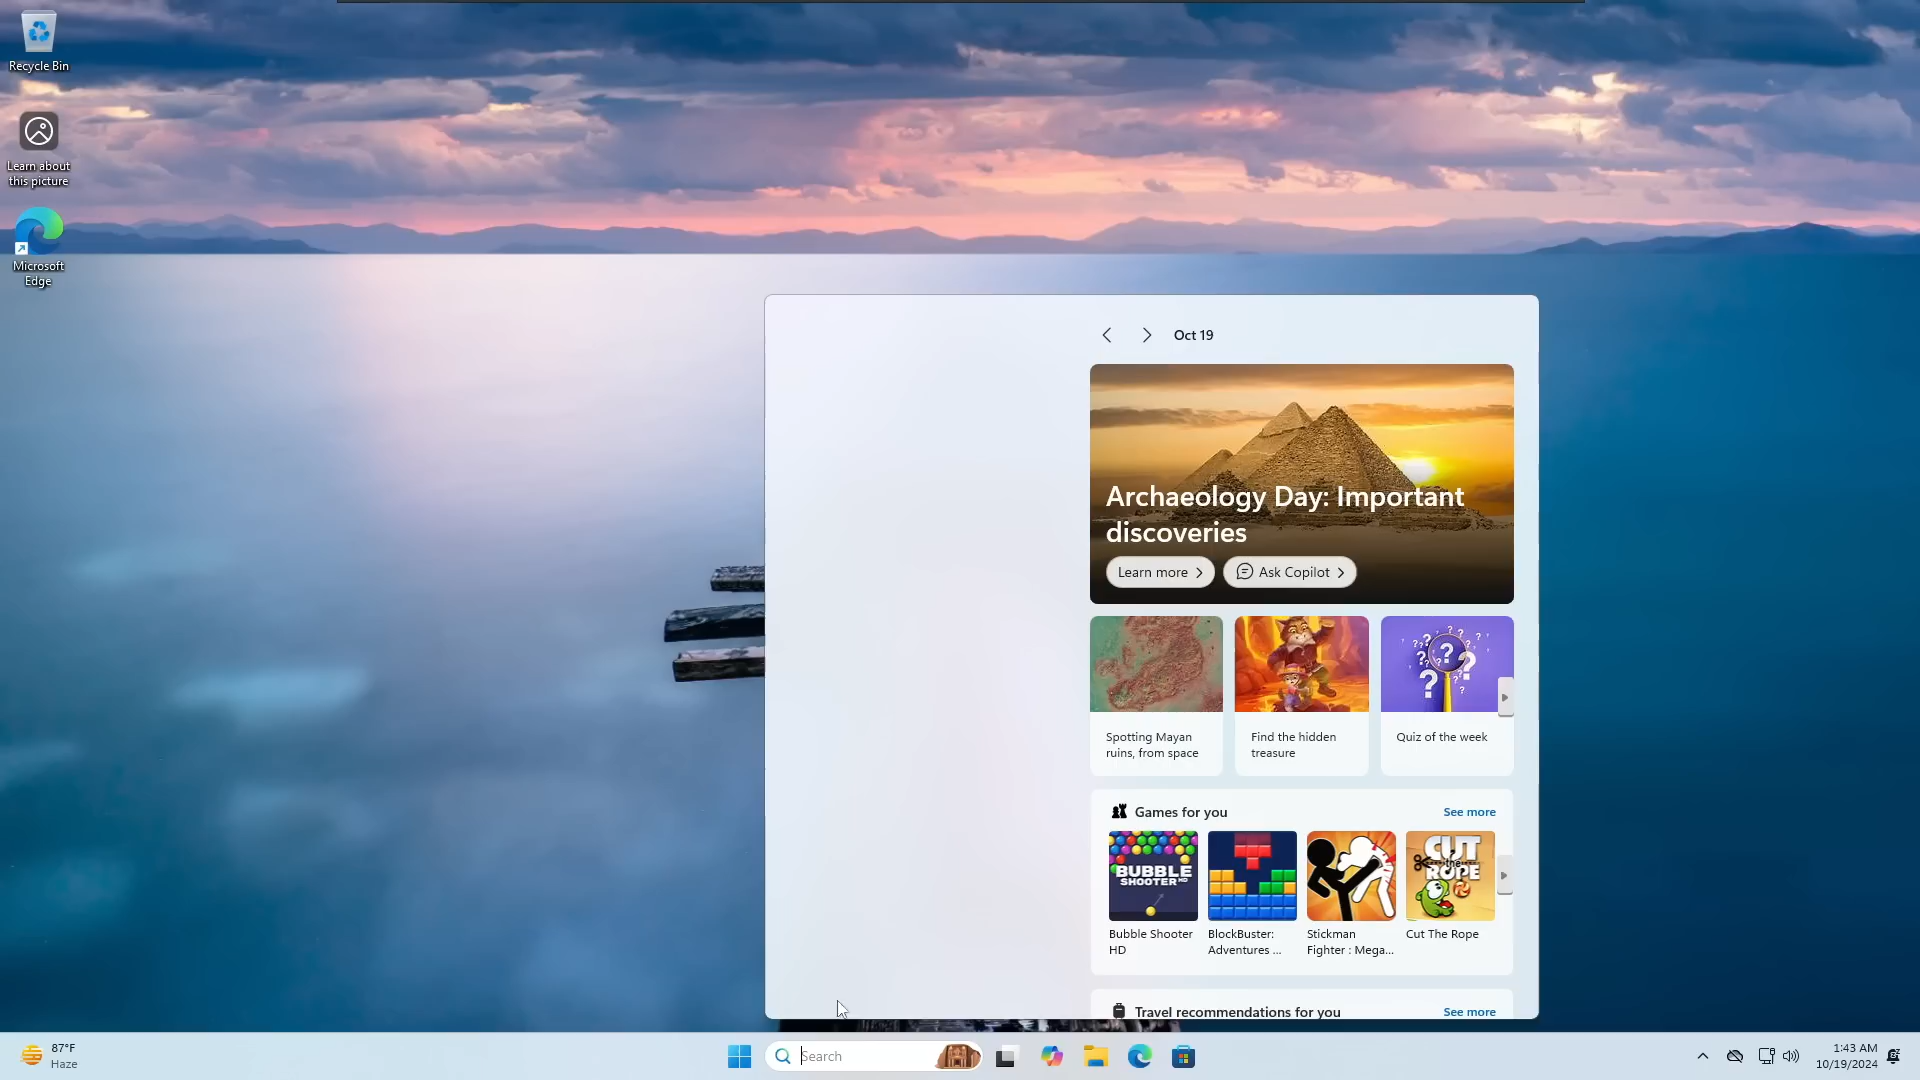 Recycle Bin
Learn about
this picture
Microsoft
Edge
Oct 19
Archaeology Day: Important
discoveries
Learn more
Ask Copilot
Spotting Mayan
ruins, from space
Find the hidden
treasure
Quiz of the week
Games for you
See more
BUBBLE
SHOOTER HD
CUT
the
ROPE
Bubble Shooter
HD
BlockBuster:
Adventures ...
Stickman
Fighter : Mega...
Cut The Rope
Travel recommendations for you
See more
87°F
Haze
Search
1:43 AM
10/19/2024